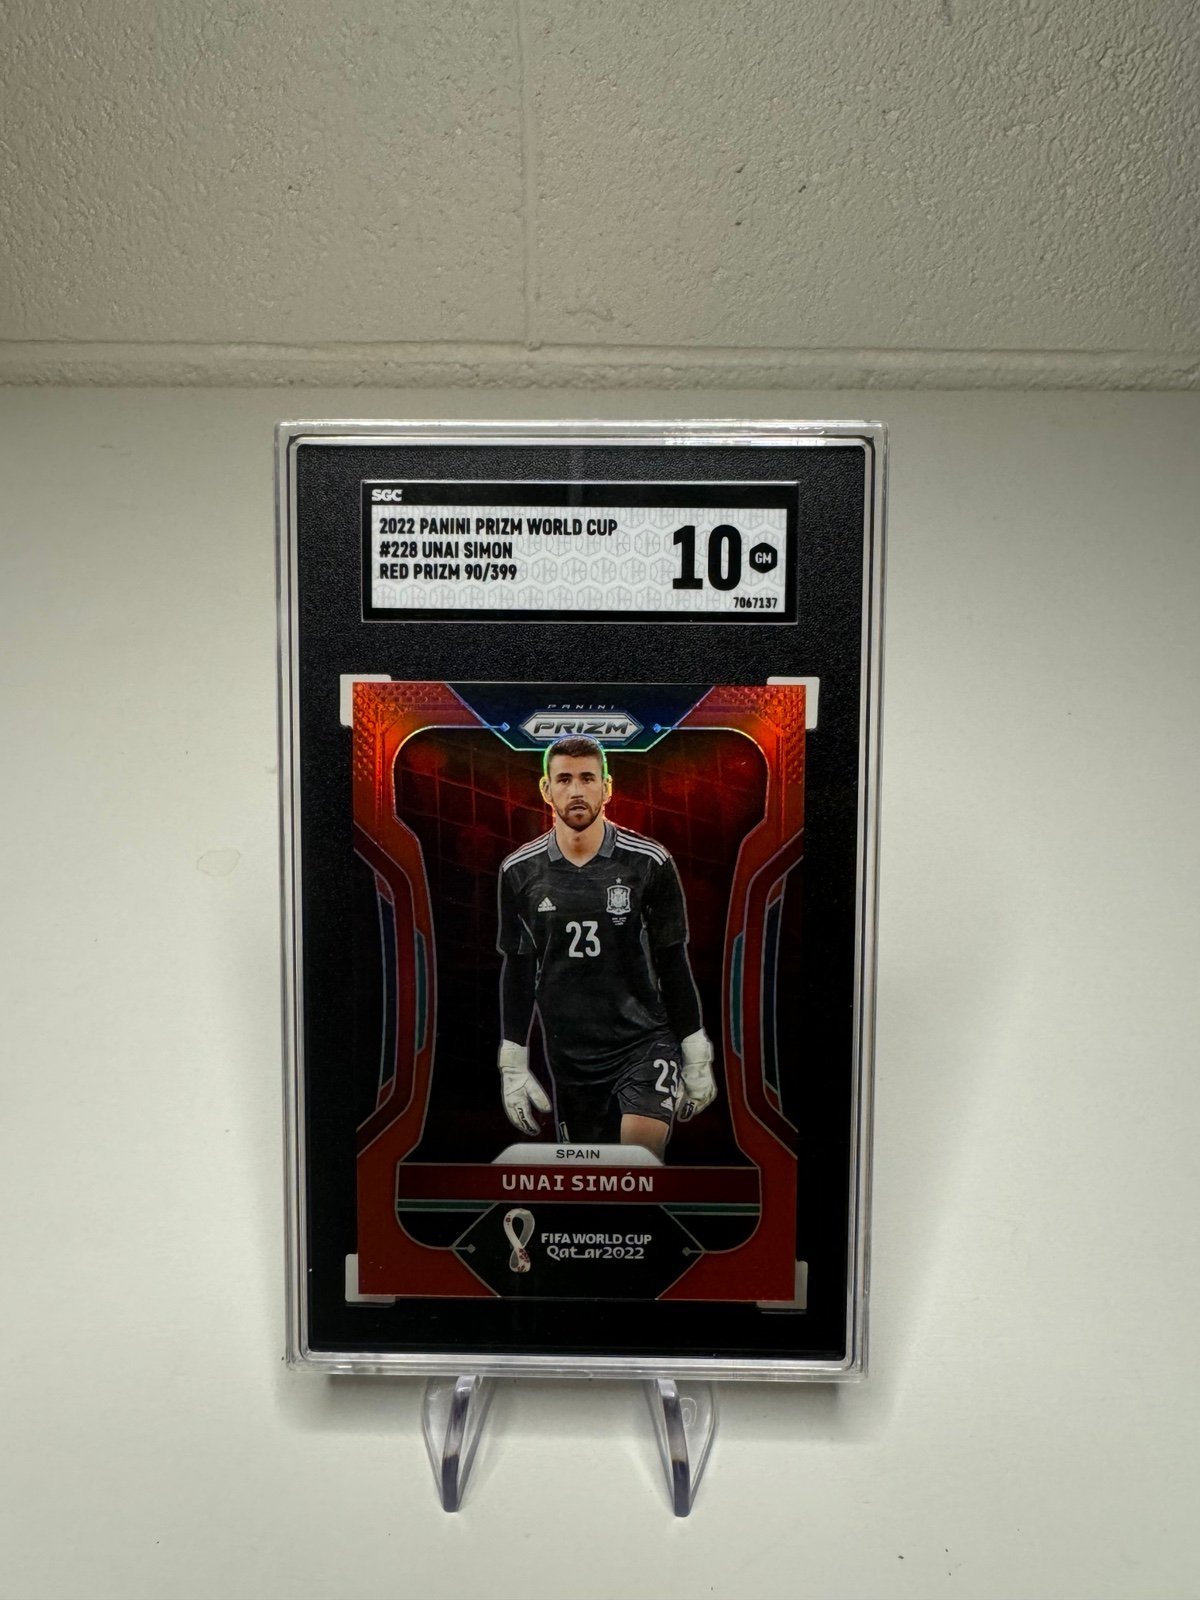 SGC
2022 PANINI PRIZM WORLD CUP
#228 UNAI SIMON
RED PRIZM 90/399
10 GM
7067137
PANINI
PRIZM
adidas
23
23
SPAIN
UNAI SIMÓN
FIFA WORLD CUP
Qatar2022